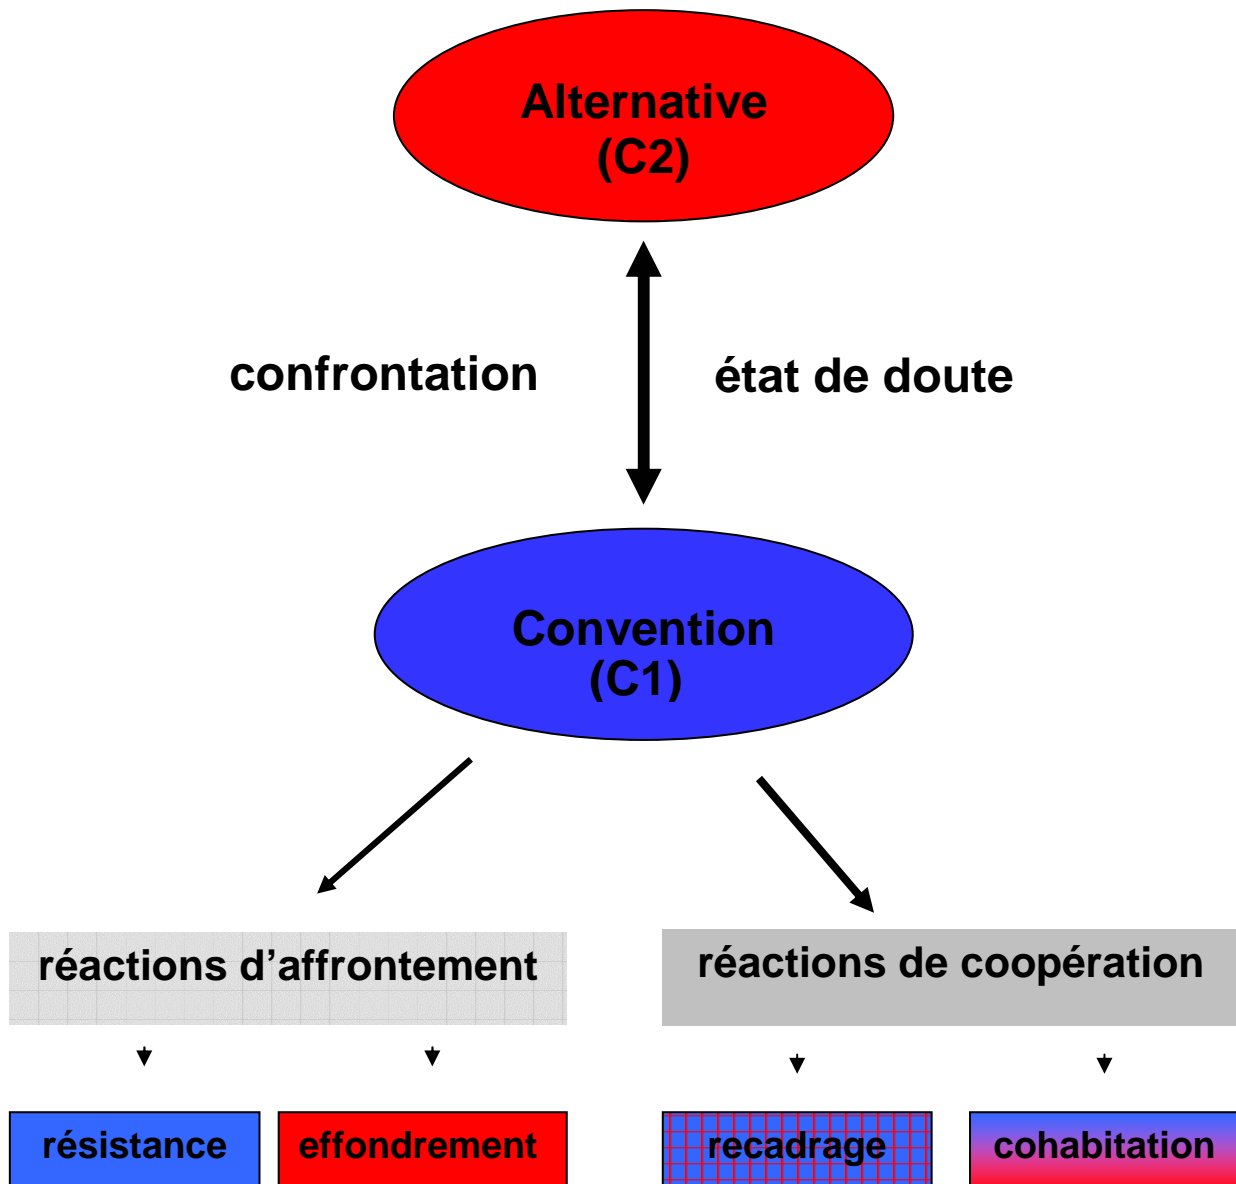 Alternative
(C2)
confrontation
état de doute
Convention
(C1)
réactions d’affrontement
réactions de coopération
résistance
effondrement
recadrage
cohabitation